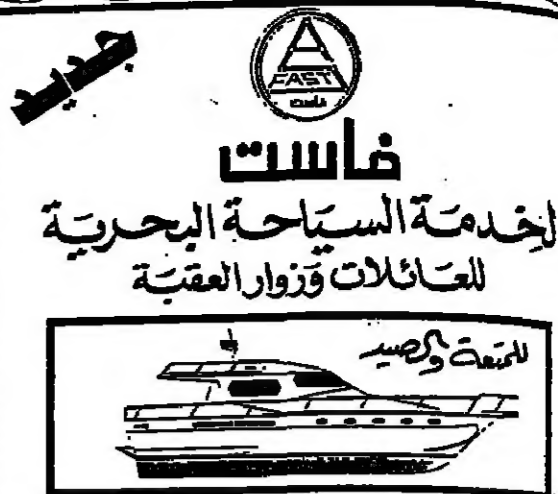 جديد
FAST
فاست
فاست
لخدمة السياحة البحرية
للعائلات وزوار العقبة
للمتعة والصيد